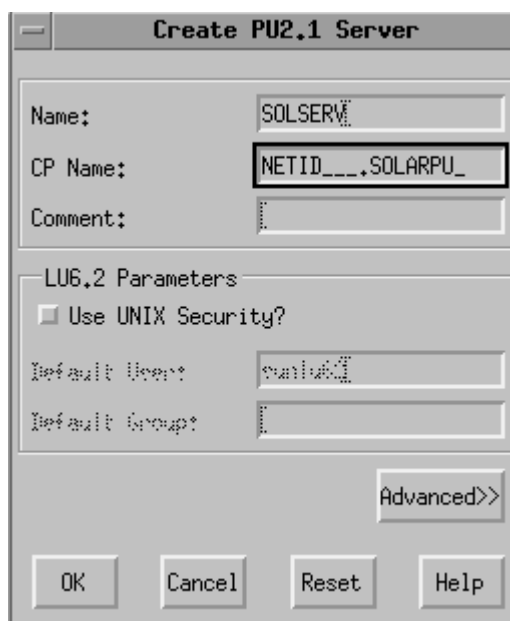 Create PU2.1 Server
Name: SOLSERV
CP Name: NETID___.SOLARPU_
Comment:
LU6.2 Parameters
Use UNIX Security?
Default User: sunlu62
Default Group:
Advanced>>
OK Cancel Reset Help